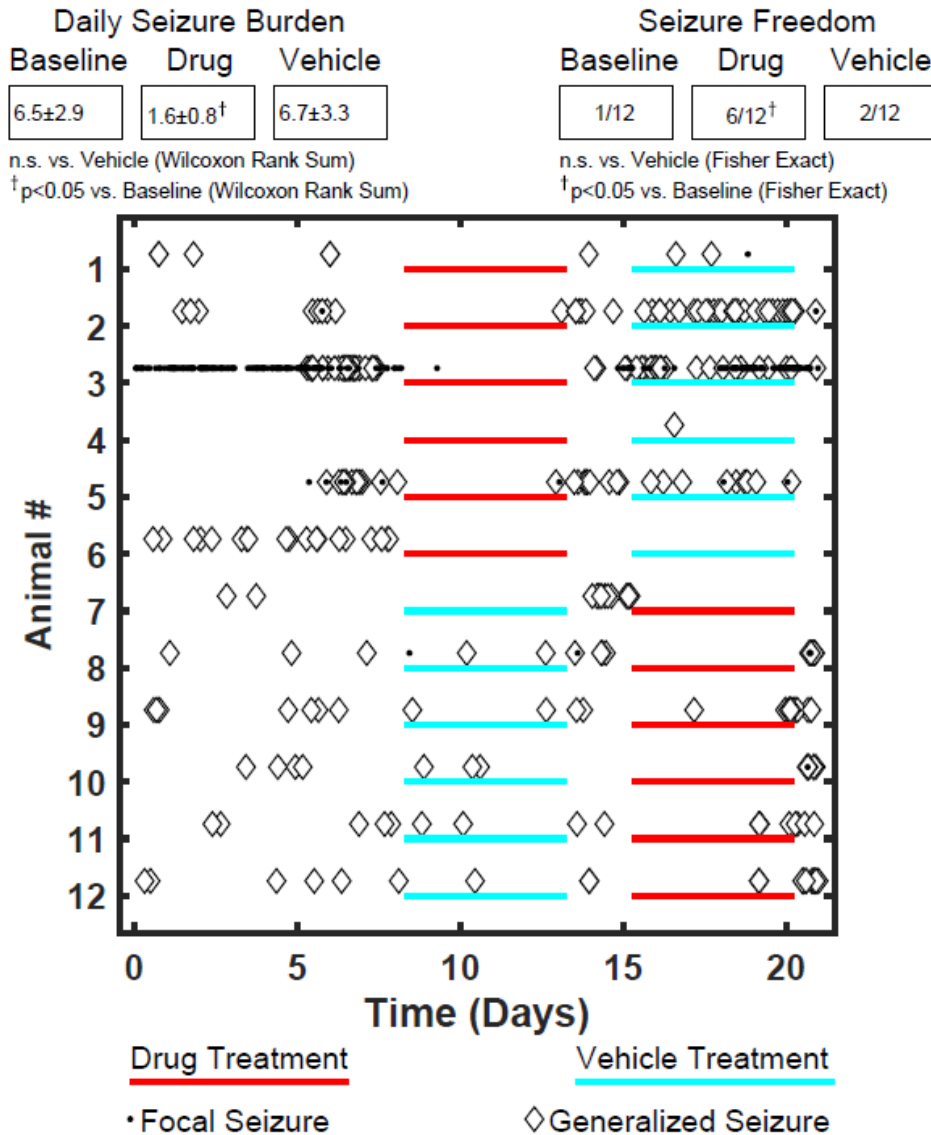 Daily Seizure Burden
Seizure Freedom
Baseline Drug Vehicle
Baseline Drug Vehicle
6.5±2.9 1.6±0.8† 6.7±3.3
1/12 6/12† 2/12
n.s. vs. Vehicle (Wilcoxon Rank Sum)
†p<0.05 vs. Baseline (Wilcoxon Rank Sum)
n.s. vs. Vehicle (Fisher Exact)
†p<0.05 vs. Baseline (Fisher Exact)
Animal #
1
2
3
4
5
6
7
8
9
10
11
12
0 5 10 15 20
Time (Days)
Drug Treatment
Vehicle Treatment
Focal Seizure
Generalized Seizure